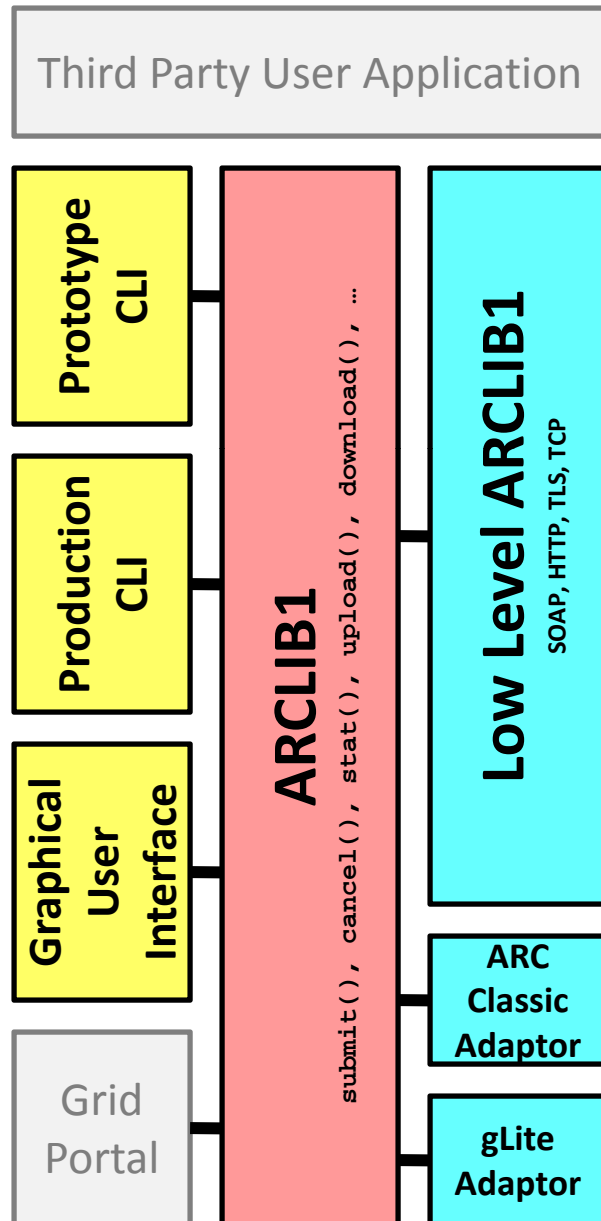 Third Party User Application
Prototype
CLI
Production
CLI
Graphical
User
Interface
Grid
Portal
ARCLIB1
submit(), cancel(), stat(), upload(), download(), …
Low Level ARCLIB1
SOAP, HTTP, TLS, TCP
ARC
Classic
Adaptor
gLite
Adaptor